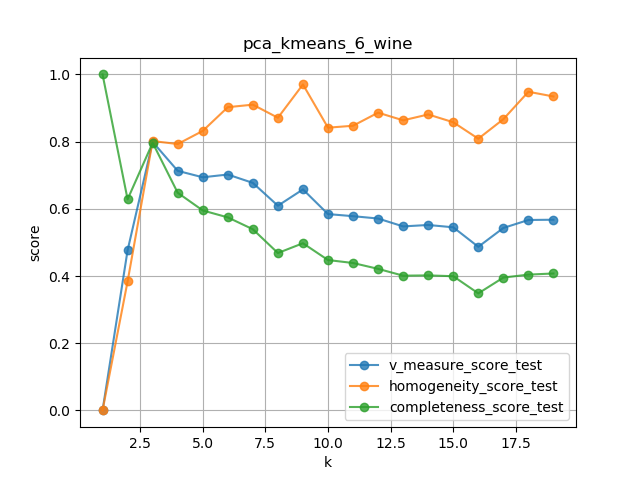 pca_kmeans_6_wine
score
1.0
0.8
0.6
0.4
0.2
0.0
v_measure_score_test
homogeneity_score_test
completeness_score_test
2.5 5.0 7.5 10.0 12.5 15.0 17.5
k